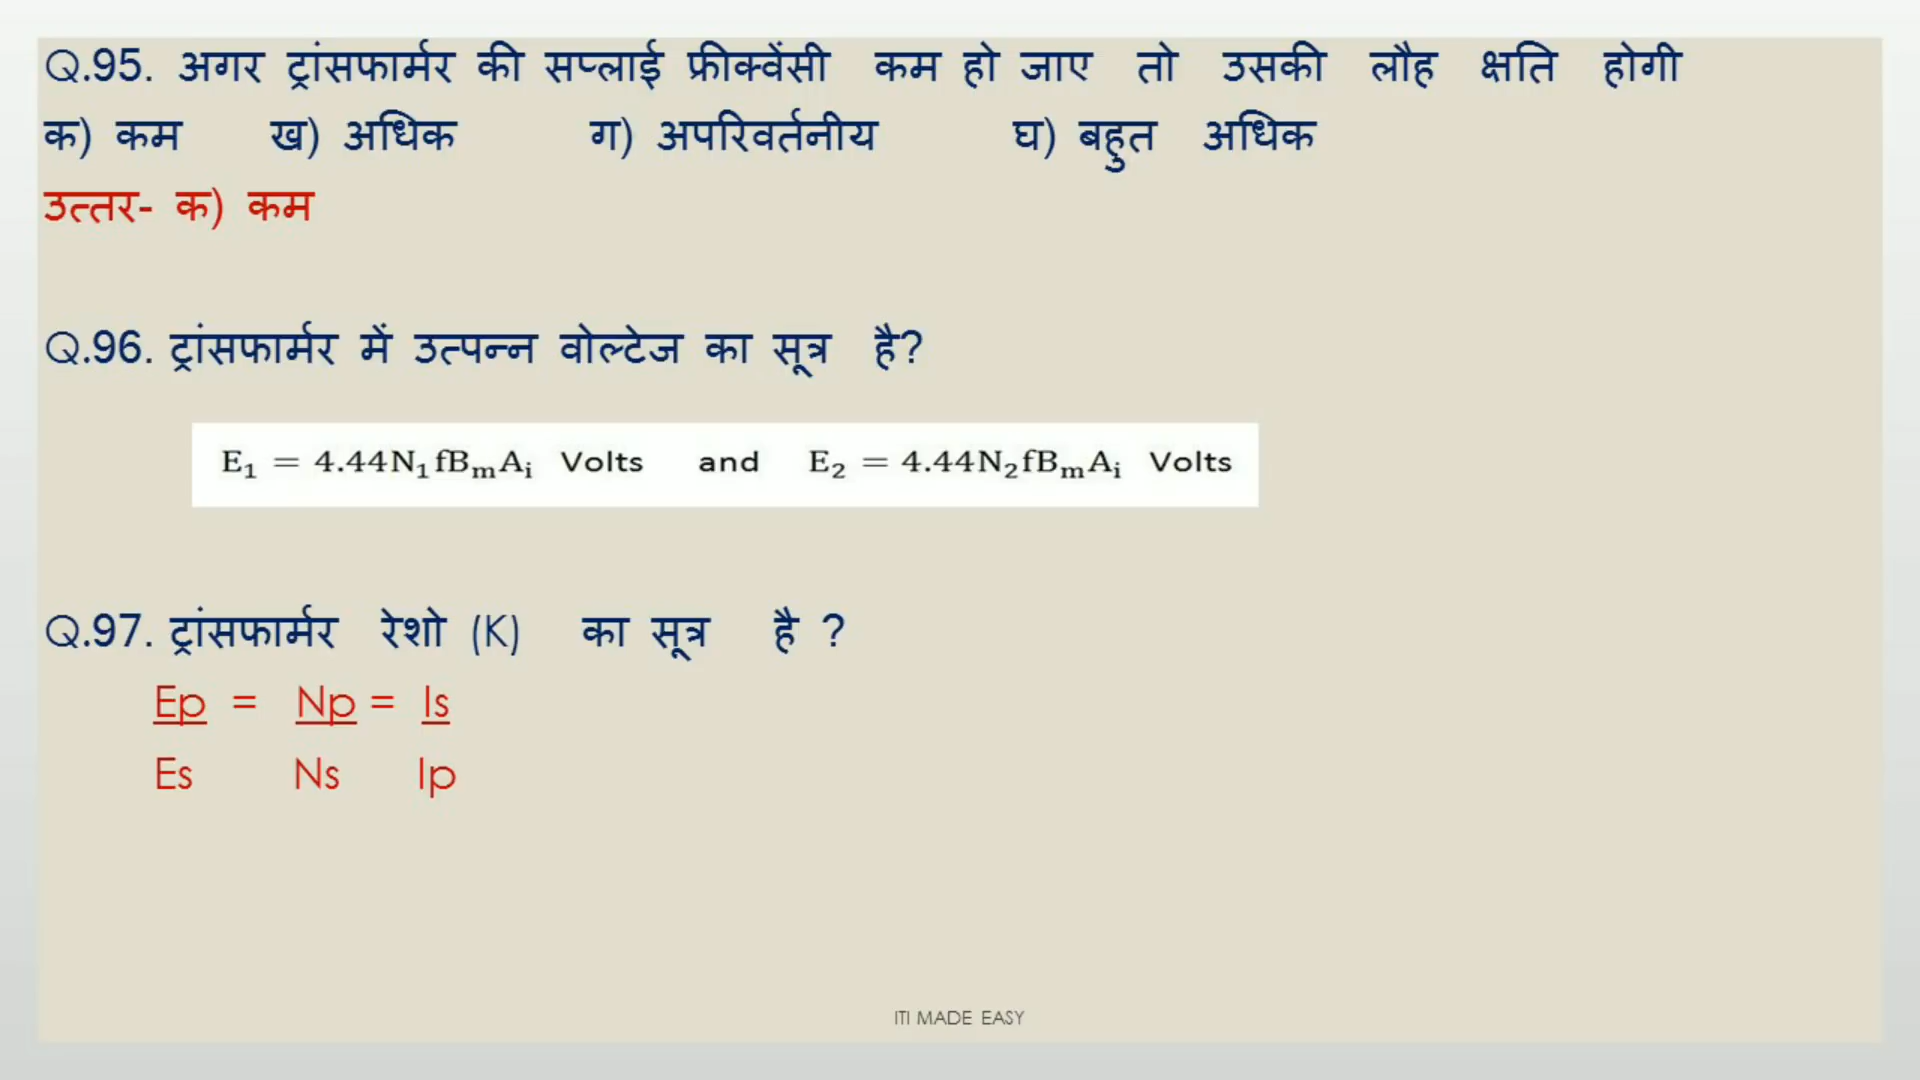 Q.95. अगर ट्रांसफार्मर की सप्लाई फ्रीक्वेंसी कम हो जाए तो उसकी लौह क्षति होगी
क) कम ख) अधिक ग) अपरिवर्तनीय घ) बहुत अधिक
उत्तर- क) कम
Q.96. ट्रांसफार्मर में उत्पन्न वोल्टेज का सूत्र है?
E₁ = 4.44N₁fBₘAᵢ Volts and E₂ = 4.44N₂fBₘAᵢ Volts
Q.97. ट्रांसफार्मर रेशो (K) का सूत्र है ?
Ep = Np = Is
Es Ns Ip
ITI MADE EASY